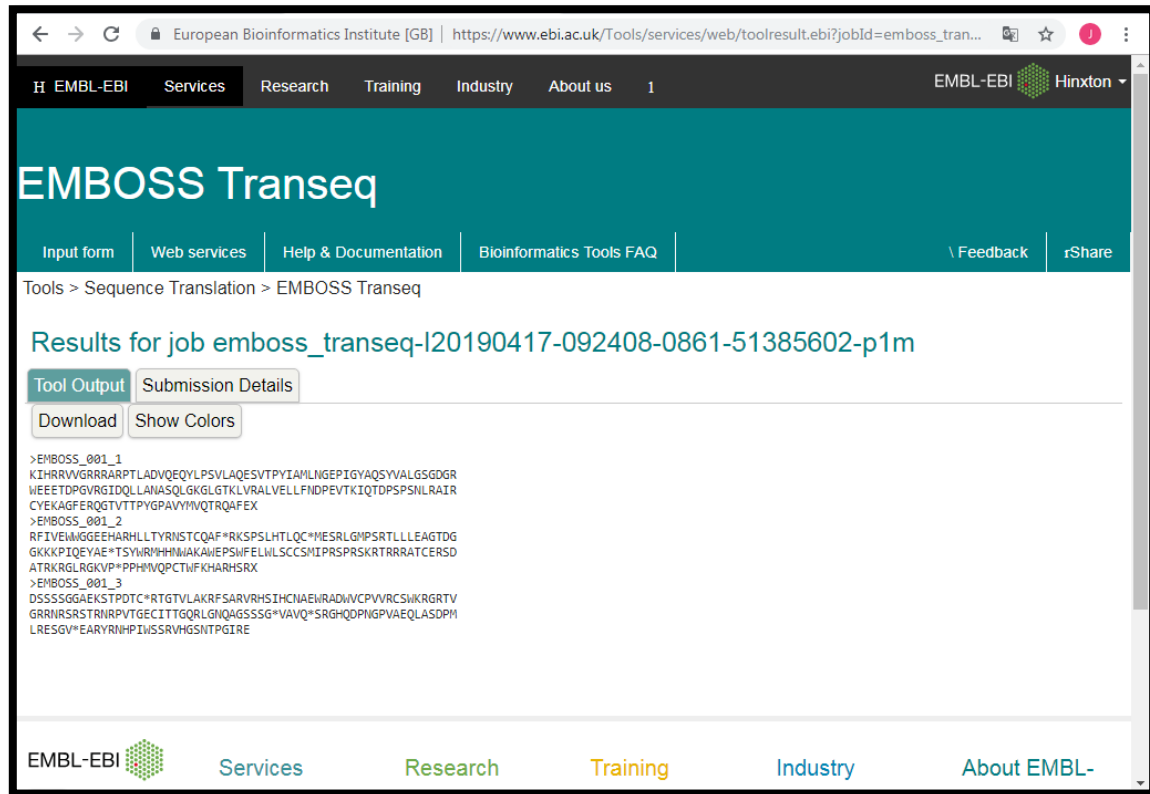 European Bioinformatics Institute [GB] | https://www.ebi.ac.uk/Tools/services/web/toolresult.ebi?jobId=emboss_tran... J
H EMBL-EBI Services Research Training Industry About us 1 EMBL-EBI Hinxton
EMBOSS Transeq
Input form Web services Help & Documentation Bioinformatics Tools FAQ \ Feedback rShare
Tools > Sequence Translation > EMBOSS Transeq
Results for job emboss_transeq-I20190417-092408-0861-51385602-p1m
Tool Output Submission Details
Download Show Colors
>EMBOSS_001_1
KIHRRVVGRRRARPTLADVQEQYLPSVLAQESVTPYIAMLNGEPIGYAQSYVALGSGDGR
WEEETDPGVRGIDQLLANASQLGKGLGTKLVRALVELLFNDPEVTKIQTDPSPSNLRAIR
CYEKAGFERQGTVTTPYGPAVYMVQTRQAFEX
>EMBOSS_001_2
RFIVEWWGGEEHARHLLTYRNSTCQAF*RKSPSLHTLQC*MESRLGMPSRTLLLEAGTDG
GKKKPIQEYAE*TSYWRMHHNWAKAWEPSWFELWLSCCSMIPRSPRSKRTRRRATCERSD
ATRKRGLRGKVP*PPHMVQPCTWFKHARHSRX
>EMBOSS_001_3
DSSSSGGAEKSTPDTC*RTGTVLAKRFSARVRHSIHCNAEWRADWVCPVVRCSWKRGRTV
GRRNRSRSTRNRPVTGECITTGQRLGNQAGSSSG*VAVQ*SRGHQDPNGPVAEQLASDPM
LRESGV*EARYRNHPIWSSRVHGSNTPGIRE
EMBL-EBI Services Research Training Industry About EMBL-